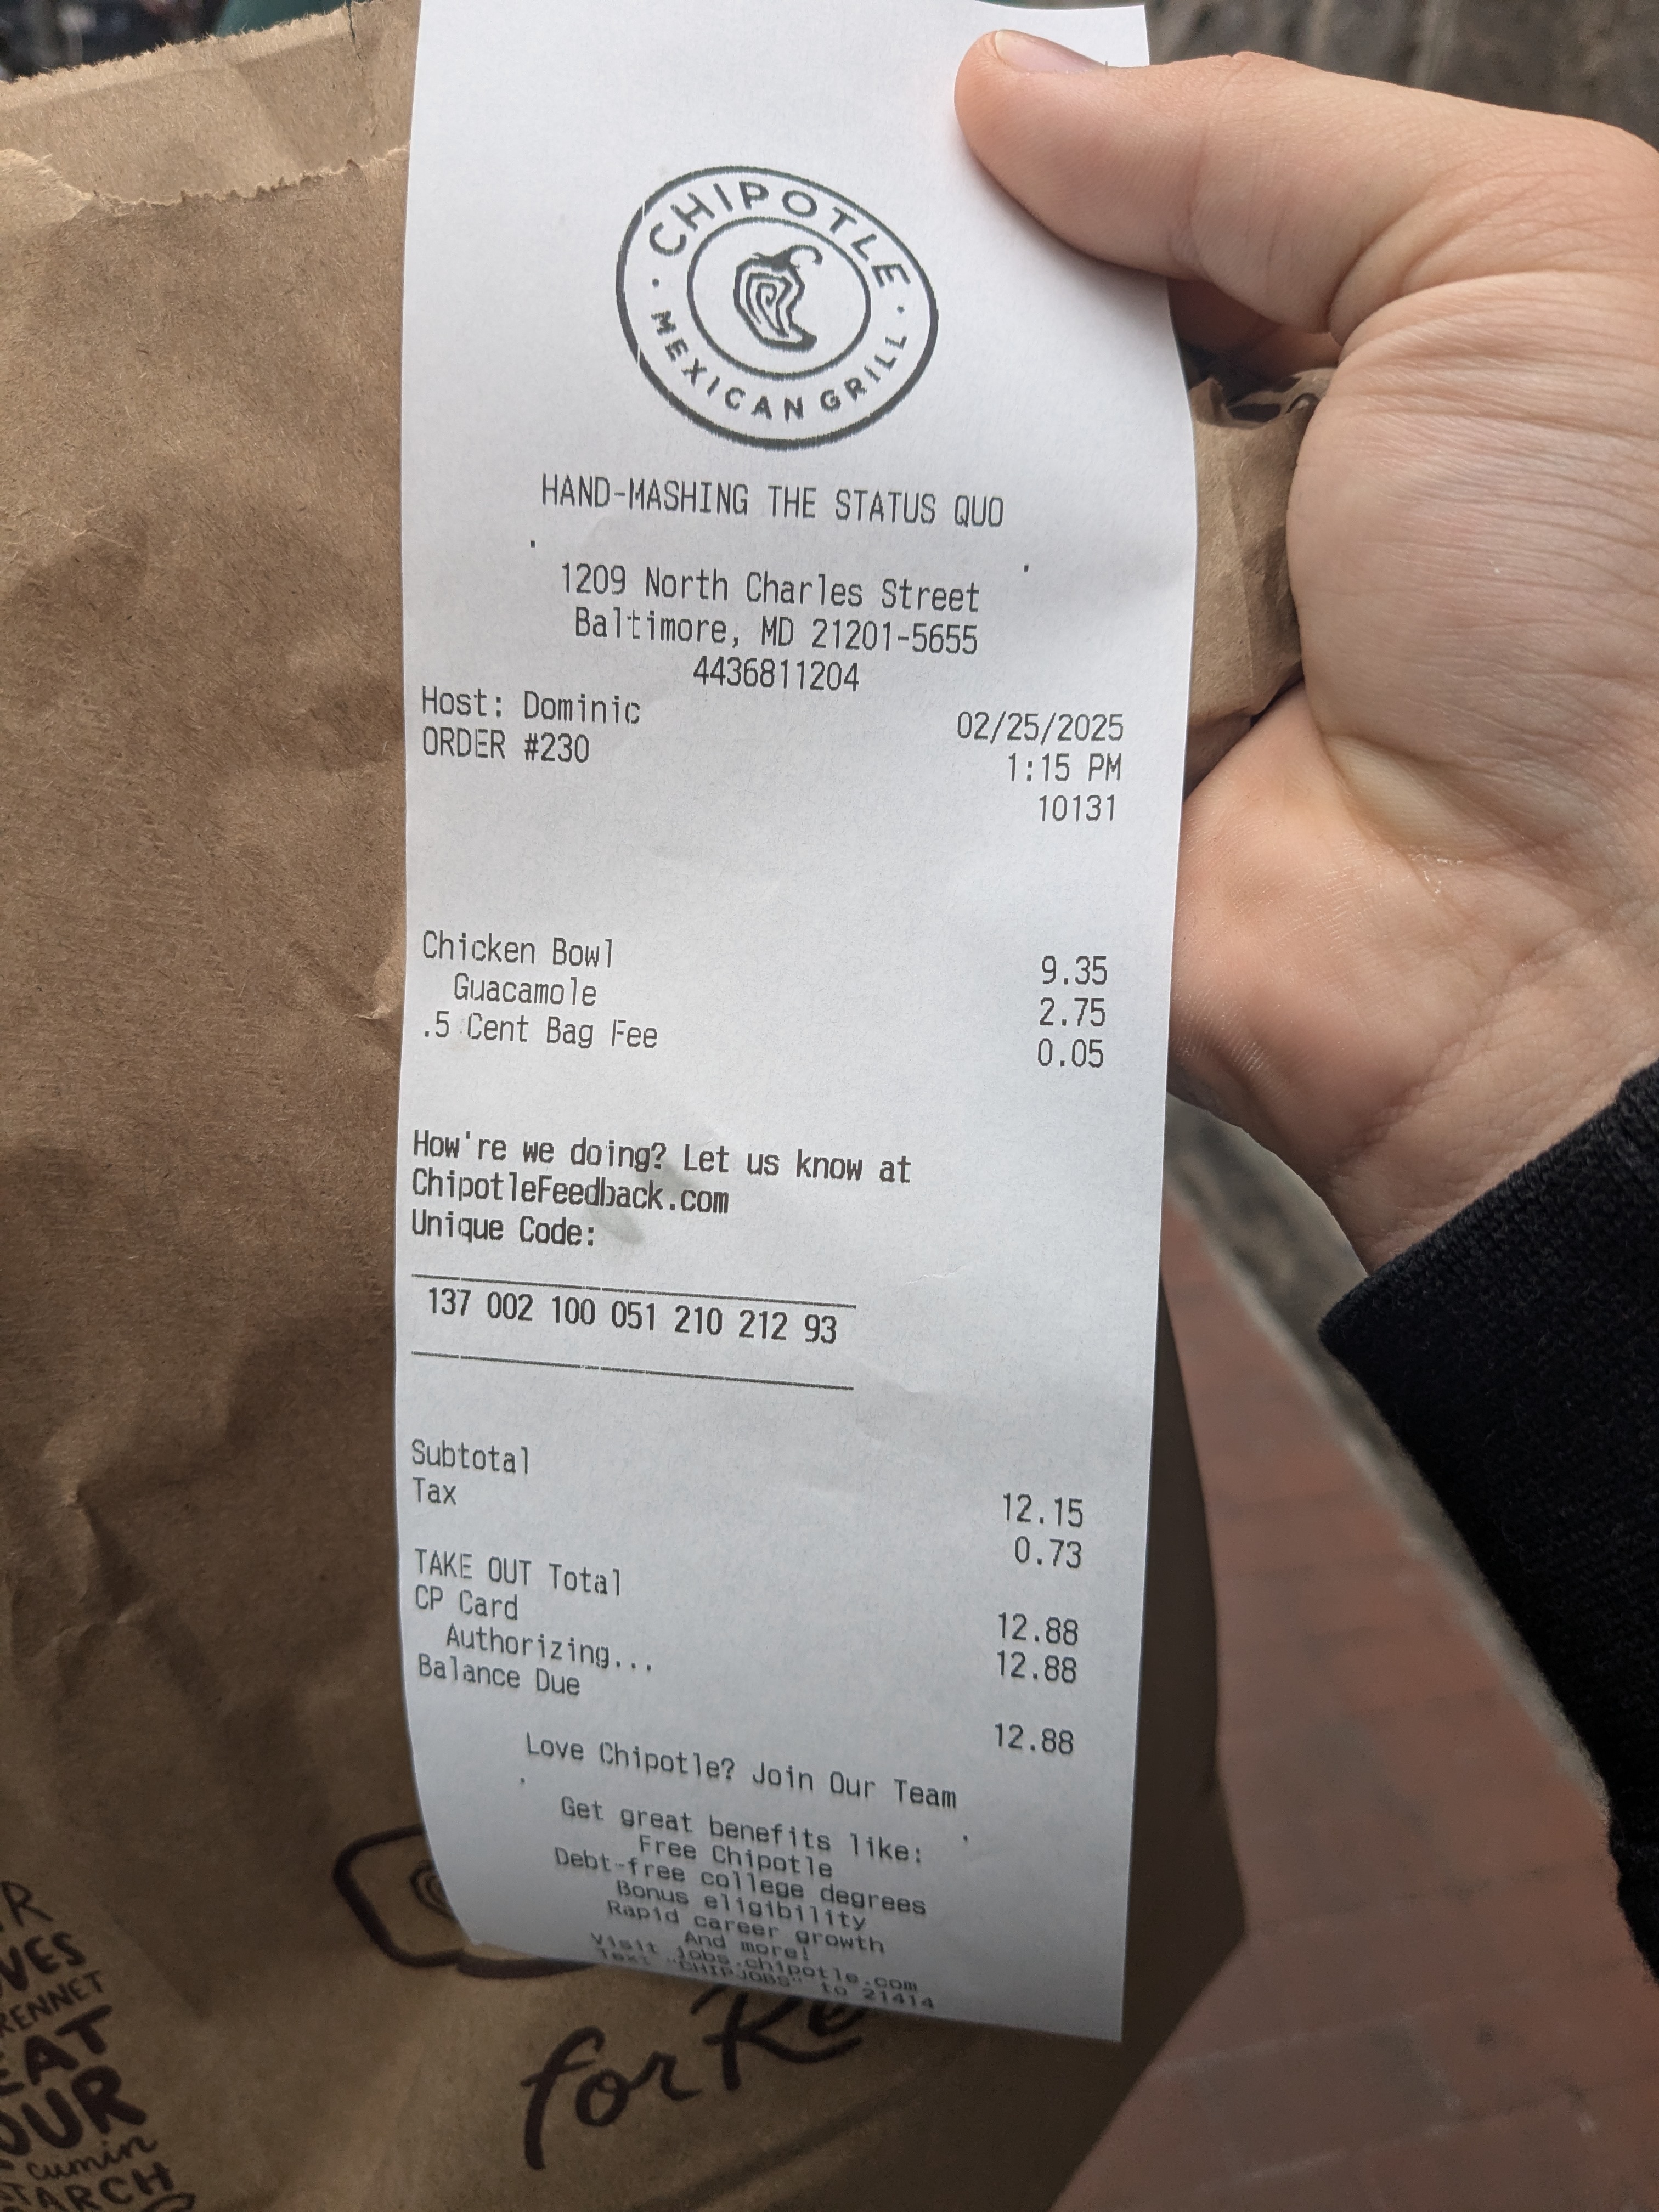 CHIPOTLE
MEXICAN GRILL
HAND-MASHING THE STATUS QUO
1209 North Charles Street
Baltimore, MD 21201-5655
4436811204
Host: Dominic 02/25/2025
ORDER #230 1:15 PM
10131
Chicken Bowl 9.35
Guacamole 2.75
.5 Cent Bag Fee 0.05
How're we doing? Let us know at
ChipotleFeedback.com
Unique Code:
137 002 100 051 210 212 93
Subtotal 12.15
Tax 0.73
TAKE OUT Total 12.88
CP Card 12.88
Authorizing...
Balance Due 12.88
Love Chipotle? Join Our Team
Get great benefits like:
Free Chipotle
Debt-free college degrees
Bonus eligibility
Rapid career growth
And more!
Visit jobs.chipotle.com
Text "CHIPJOBS" to 21414
for
cumin